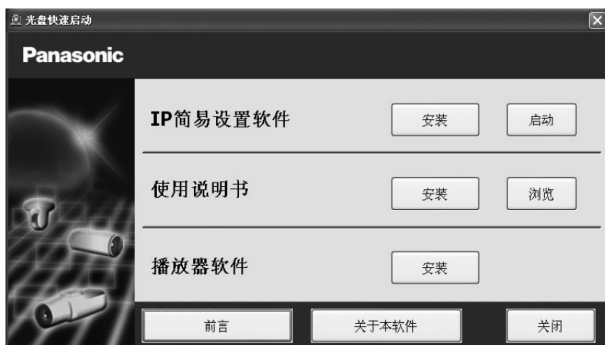 光盘快速启动
Panasonic
IP简易设置软件 安装 启动
使用说明书 安装 浏览
播放器软件 安装
前言 关于本软件 关闭